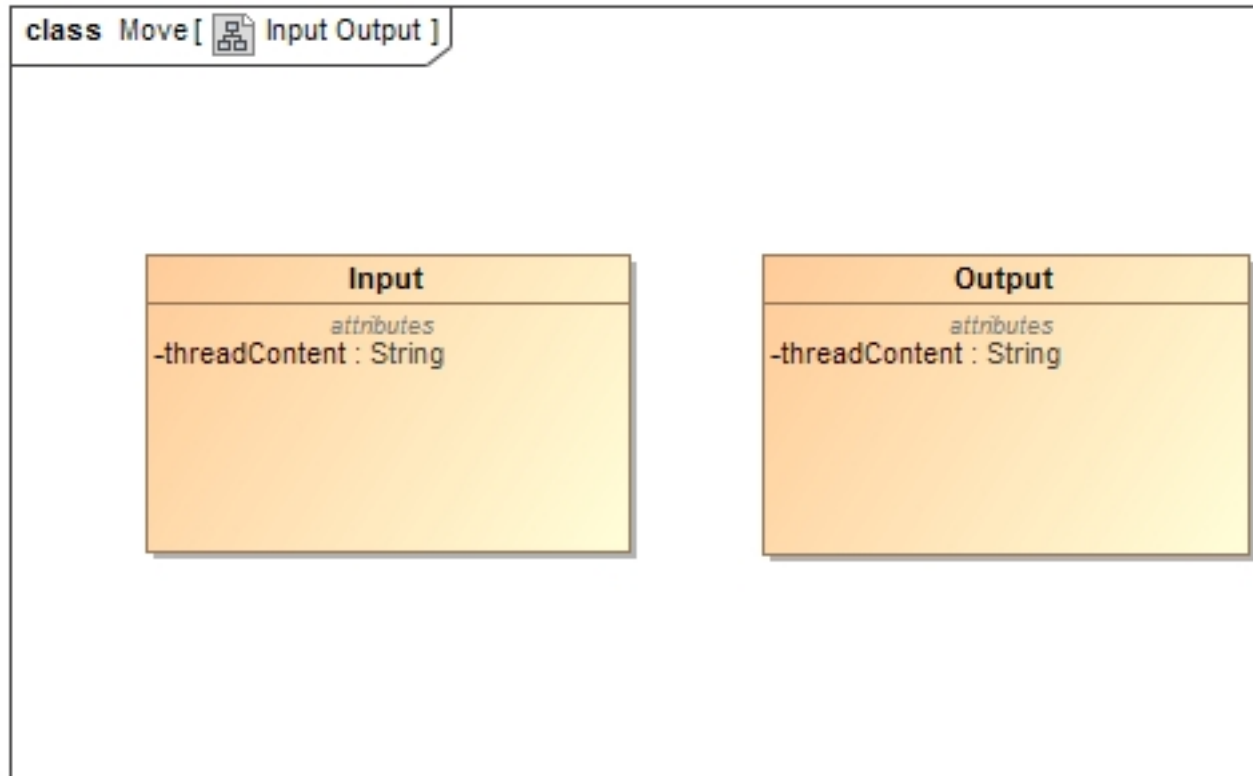 class Move[ Input Output ]
Input
attributes
-threadContent : String
Output
attributes
-threadContent : String